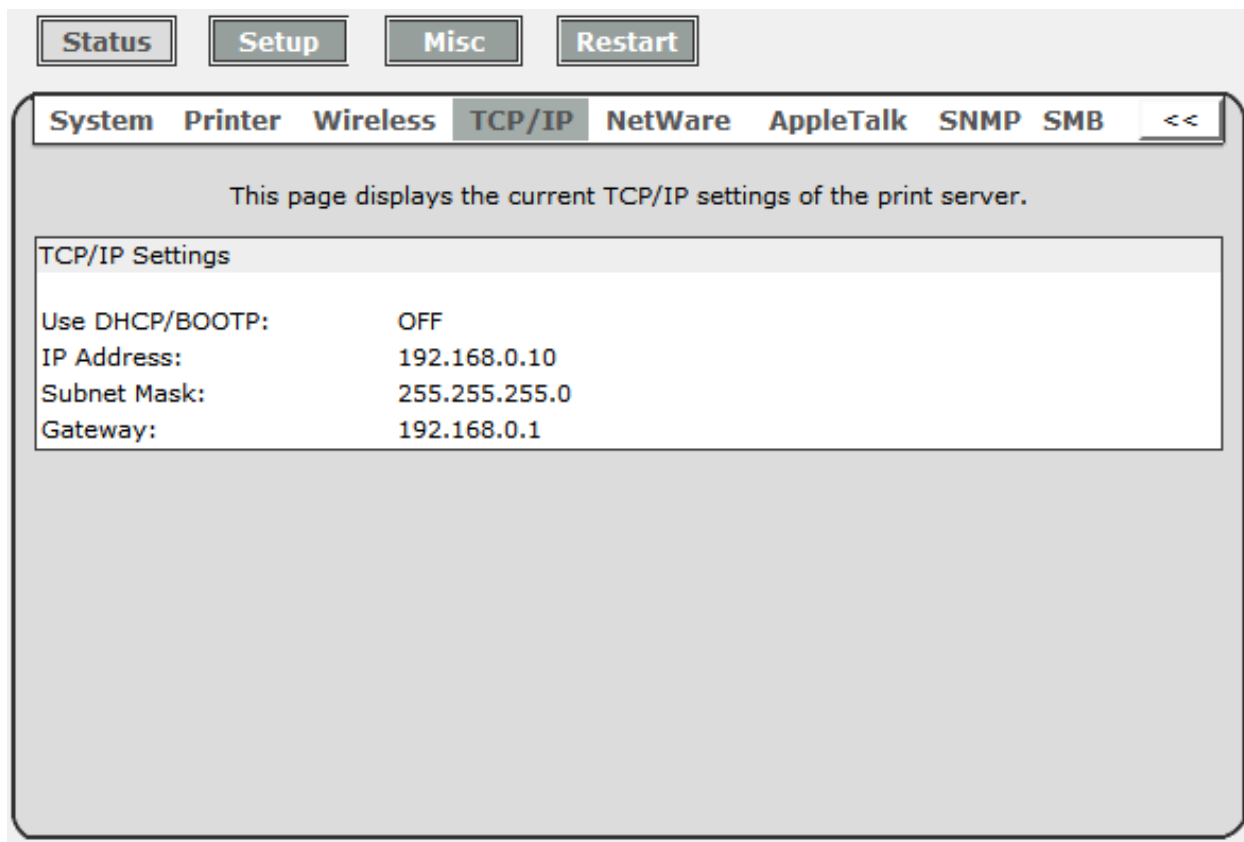 Status Setup Misc Restart
System Printer Wireless TCP/IP NetWare AppleTalk SNMP SMB <<
This page displays the current TCP/IP settings of the print server.
TCP/IP Settings
Use DHCP/BOOTP: OFF
IP Address: 192.168.0.10
Subnet Mask: 255.255.255.0
Gateway: 192.168.0.1